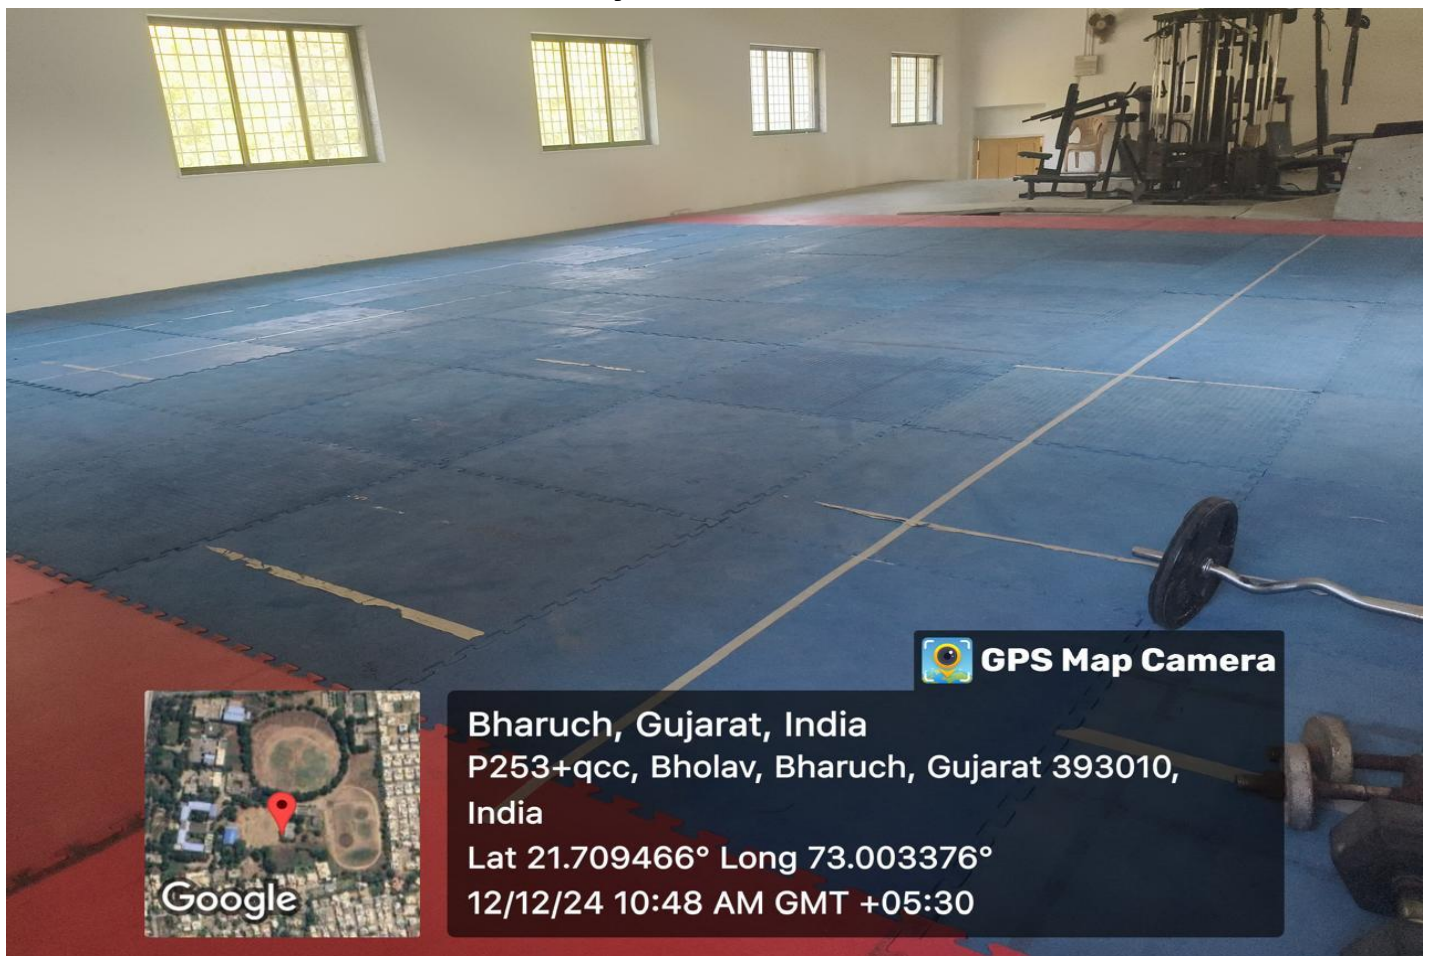 GPS Map Camera
Bharuch, Gujarat, India
P253+qcc, Bholav, Bharuch, Gujarat 393010,
India
Lat 21.709466° Long 73.003376°
12/12/24 10:48 AM GMT +05:30
Google